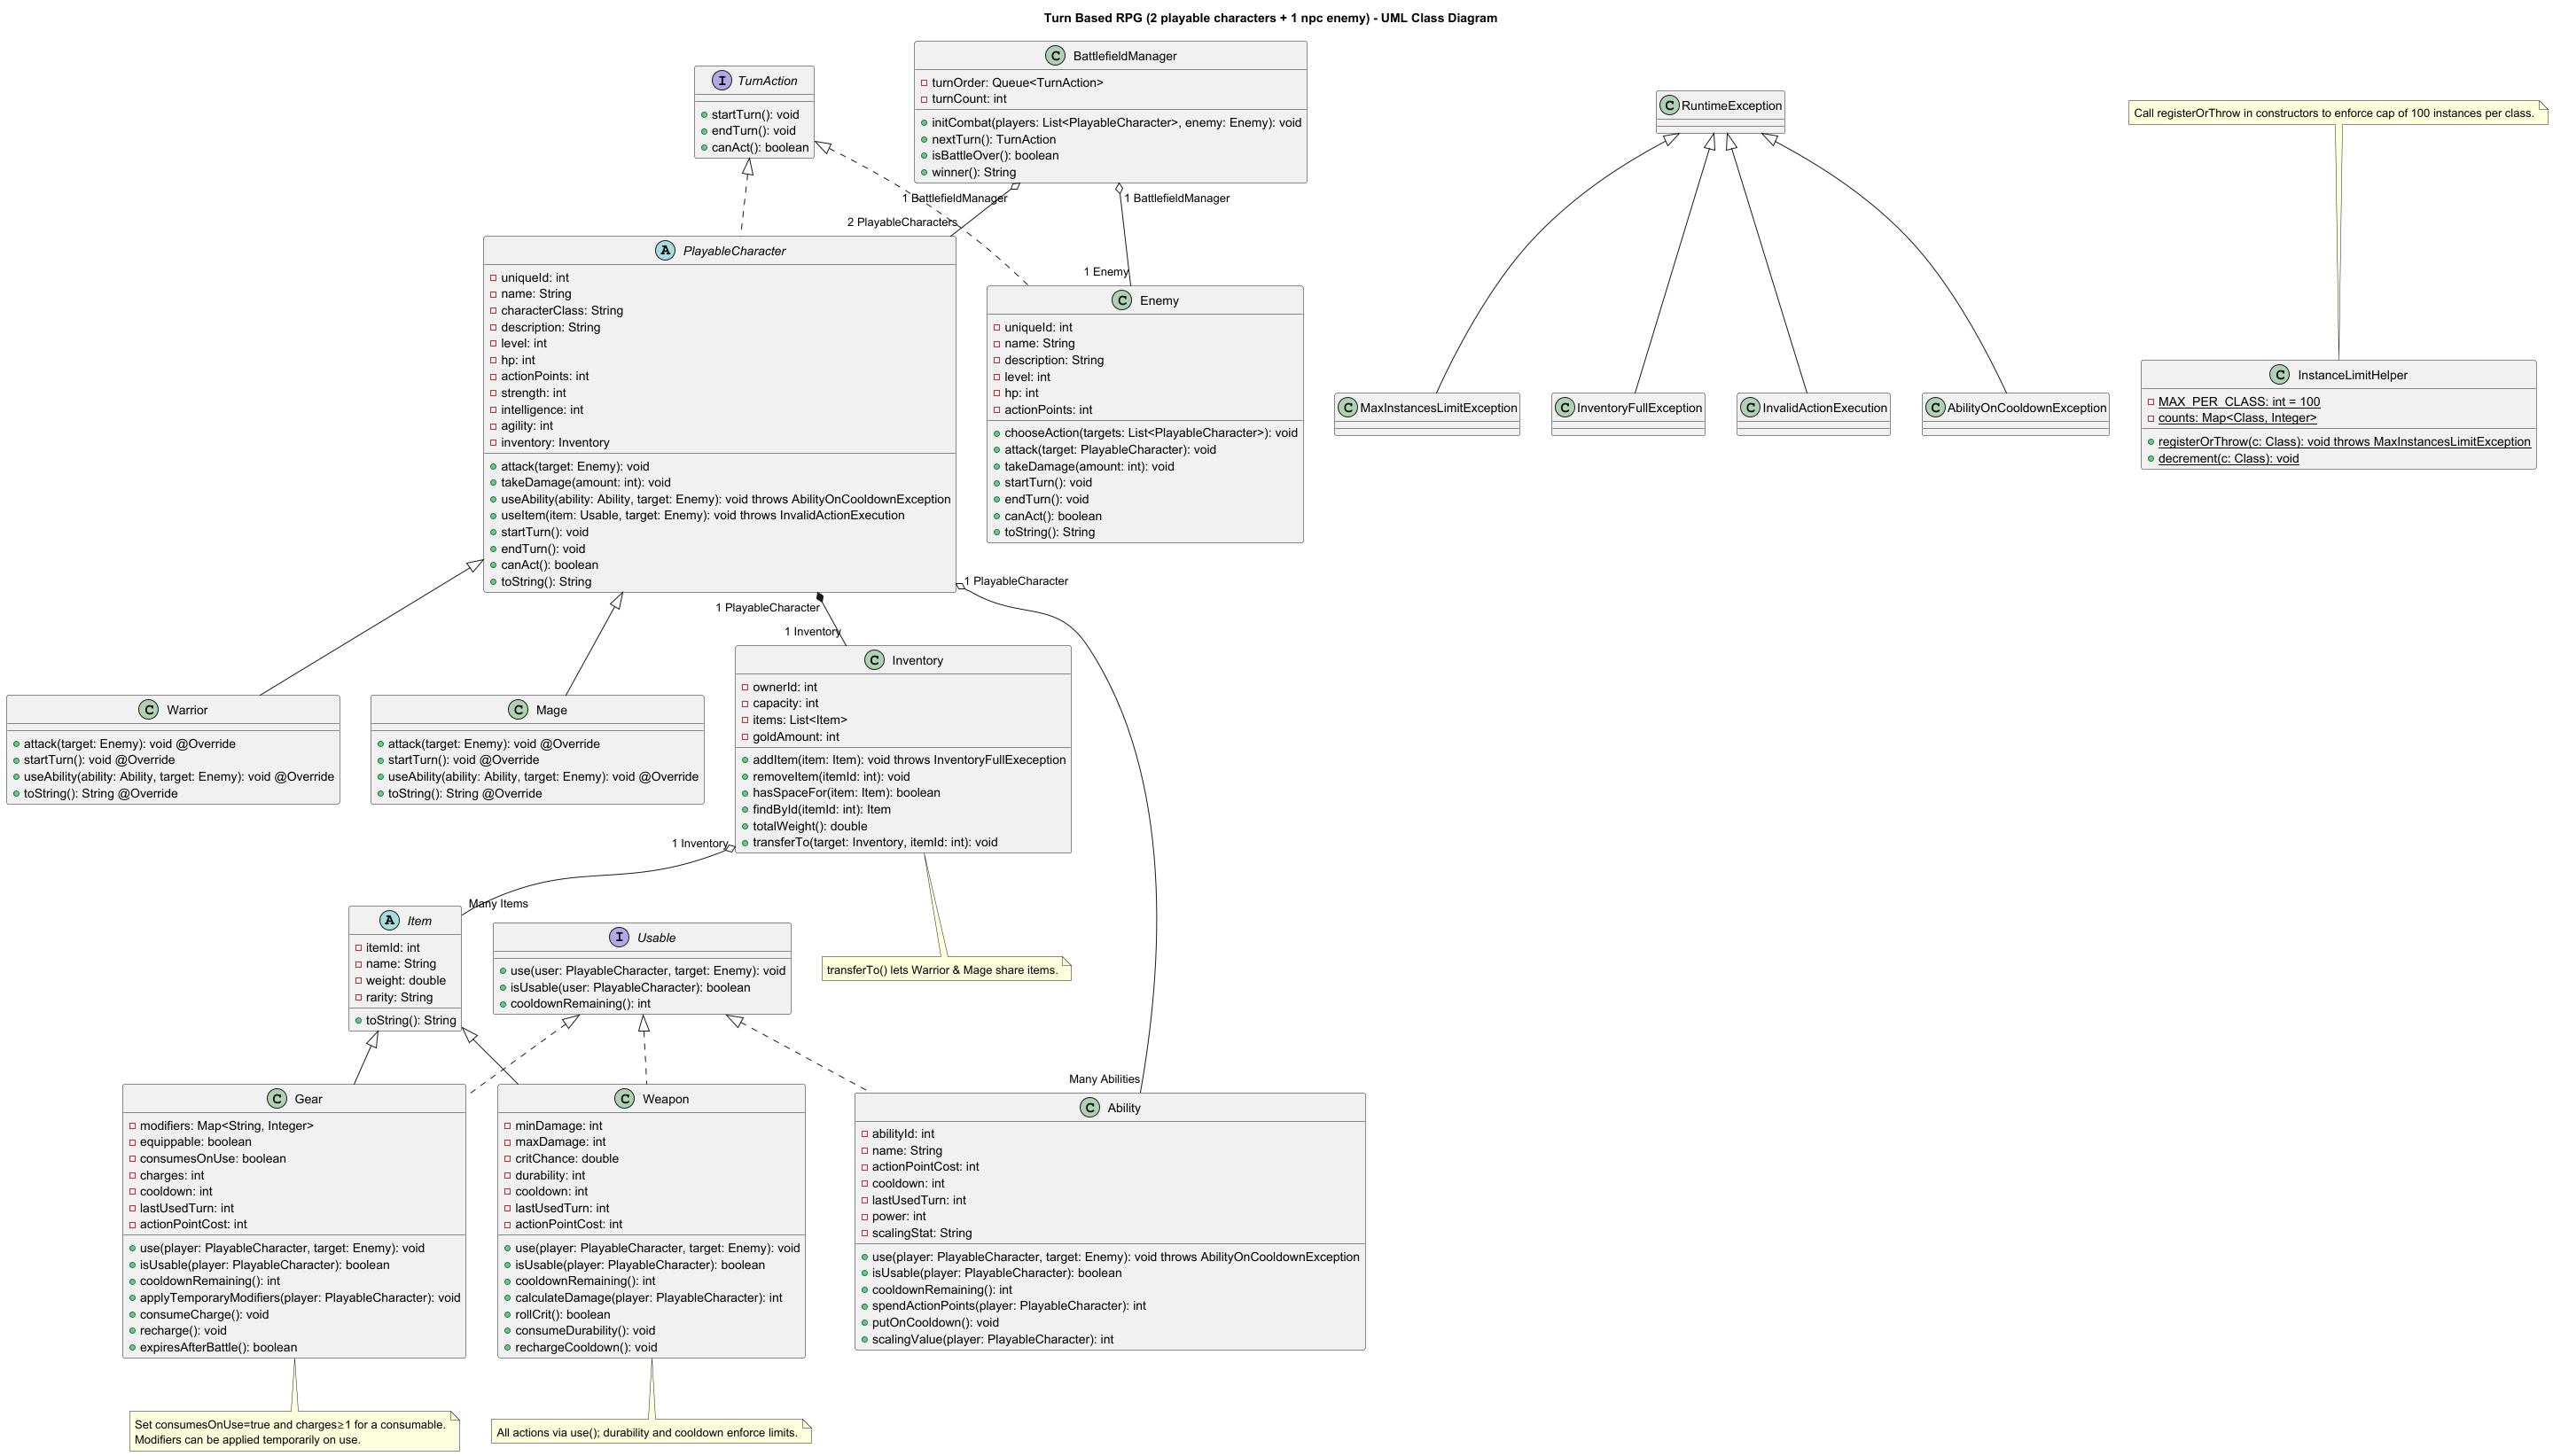 Turn Based RPG (2 playable characters + 1 npc enemy) - UML Class Diagram
I TurnAction
startTurn(): void
endTurn(): void
canAct(): boolean
C BattlefieldManager
turnOrder: Queue<TurnAction>
turnCount: int
initCombat(players: List<PlayableCharacter>, enemy: Enemy): void
nextTurn(): TurnAction
isBattleOver(): boolean
winner(): String
C RuntimeException
Call registerOrThrow in constructors to enforce cap of 100 instances per class.
1 BattlefieldManager
1 BattlefieldManager
2 PlayableCharacters
1 Enemy
A PlayableCharacter
uniqueId: int
name: String
characterClass: String
description: String
level: int
hp: int
actionPoints: int
strength: int
intelligence: int
agility: int
inventory: Inventory
attack(target: Enemy): void
takeDamage(amount: int): void
useAbility(ability: Ability, target: Enemy): void throws AbilityOnCooldownException
useItem(item: Usable, target: Enemy): void throws InvalidActionExecution
startTurn(): void
endTurn(): void
canAct(): boolean
toString(): String
C Enemy
uniqueId: int
name: String
description: String
level: int
hp: int
actionPoints: int
chooseAction(targets: List<PlayableCharacter>): void
attack(target: PlayableCharacter): void
takeDamage(amount: int): void
startTurn(): void
endTurn(): void
canAct(): boolean
toString(): String
C MaxInstancesLimitException
C InventoryFullException
C InvalidActionExecution
C AbilityOnCooldownException
C InstanceLimitHelper
MAX_PER_CLASS: int = 100
counts: Map<Class, Integer>
registerOrThrow(c: Class): void throws MaxInstancesLimitException
decrement(c: Class): void
1 PlayableCharacter
1 PlayableCharacter
1 Inventory
C Warrior
attack(target: Enemy): void @Override
startTurn(): void @Override
useAbility(ability: Ability, target: Enemy): void @Override
toString(): String @Override
C Mage
attack(target: Enemy): void @Override
startTurn(): void @Override
useAbility(ability: Ability, target: Enemy): void @Override
toString(): String @Override
C Inventory
ownerId: int
capacity: int
items: List<Item>
goldAmount: int
addItem(item: Item): void throws InventoryFullExeception
removeItem(itemId: int): void
hasSpaceFor(item: Item): boolean
findById(itemId: int): Item
totalWeight(): double
transferTo(target: Inventory, itemId: int): void
1 Inventory
Many Items
A Item
itemId: int
name: String
weight: double
rarity: String
toString(): String
I Usable
use(user: PlayableCharacter, target: Enemy): void
isUsable(user: PlayableCharacter): boolean
cooldownRemaining(): int
transferTo() lets Warrior & Mage share items.
Many Abilities
C Gear
modifiers: Map<String, Integer>
equippable: boolean
consumesOnUse: boolean
charges: int
cooldown: int
lastUsedTurn: int
actionPointCost: int
use(player: PlayableCharacter, target: Enemy): void
isUsable(player: PlayableCharacter): boolean
cooldownRemaining(): int
applyTemporaryModifiers(player: PlayableCharacter): void
consumeCharge(): void
recharge(): void
expiresAfterBattle(): boolean
C Weapon
minDamage: int
maxDamage: int
critChance: double
durability: int
cooldown: int
lastUsedTurn: int
actionPointCost: int
use(player: PlayableCharacter, target: Enemy): void
isUsable(player: PlayableCharacter): boolean
cooldownRemaining(): int
calculateDamage(player: PlayableCharacter): int
rollCrit(): boolean
consumeDurability(): void
rechargeCooldown(): void
C Ability
abilityId: int
name: String
actionPointCost: int
cooldown: int
lastUsedTurn: int
power: int
scalingStat: String
use(player: PlayableCharacter, target: Enemy): void throws AbilityOnCooldownException
isUsable(player: PlayableCharacter): boolean
cooldownRemaining(): int
spendActionPoints(player: PlayableCharacter): int
putOnCooldown(): void
scalingValue(player: PlayableCharacter): int
Set consumesOnUse=true and charges≥1 for a consumable.
Modifiers can be applied temporarily on use.
All actions via use(); durability and cooldown enforce limits.